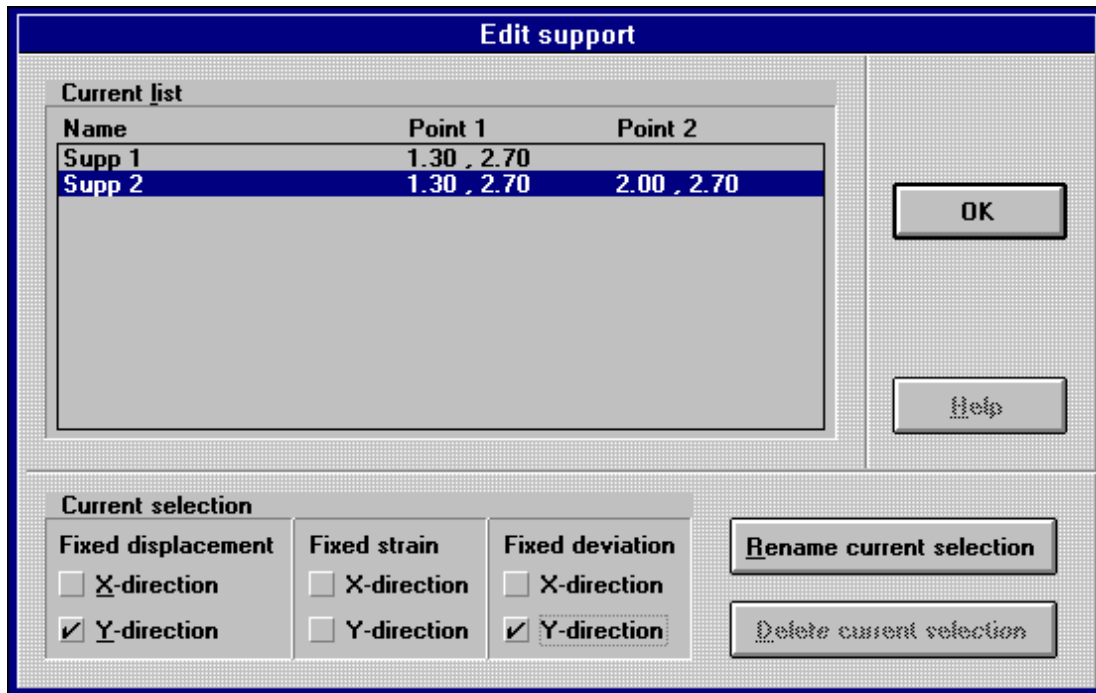 Edit support
Current list
Name Point 1 Point 2
Supp 1 1.30 , 2.70
Supp 2 1.30 , 2.70 2.00 , 2.70
OK
Help
Current selection
Fixed displacement Fixed strain Fixed deviation
X-direction X-direction X-direction
Y-direction Y-direction Y-direction
Rename current selection
Delete current selection